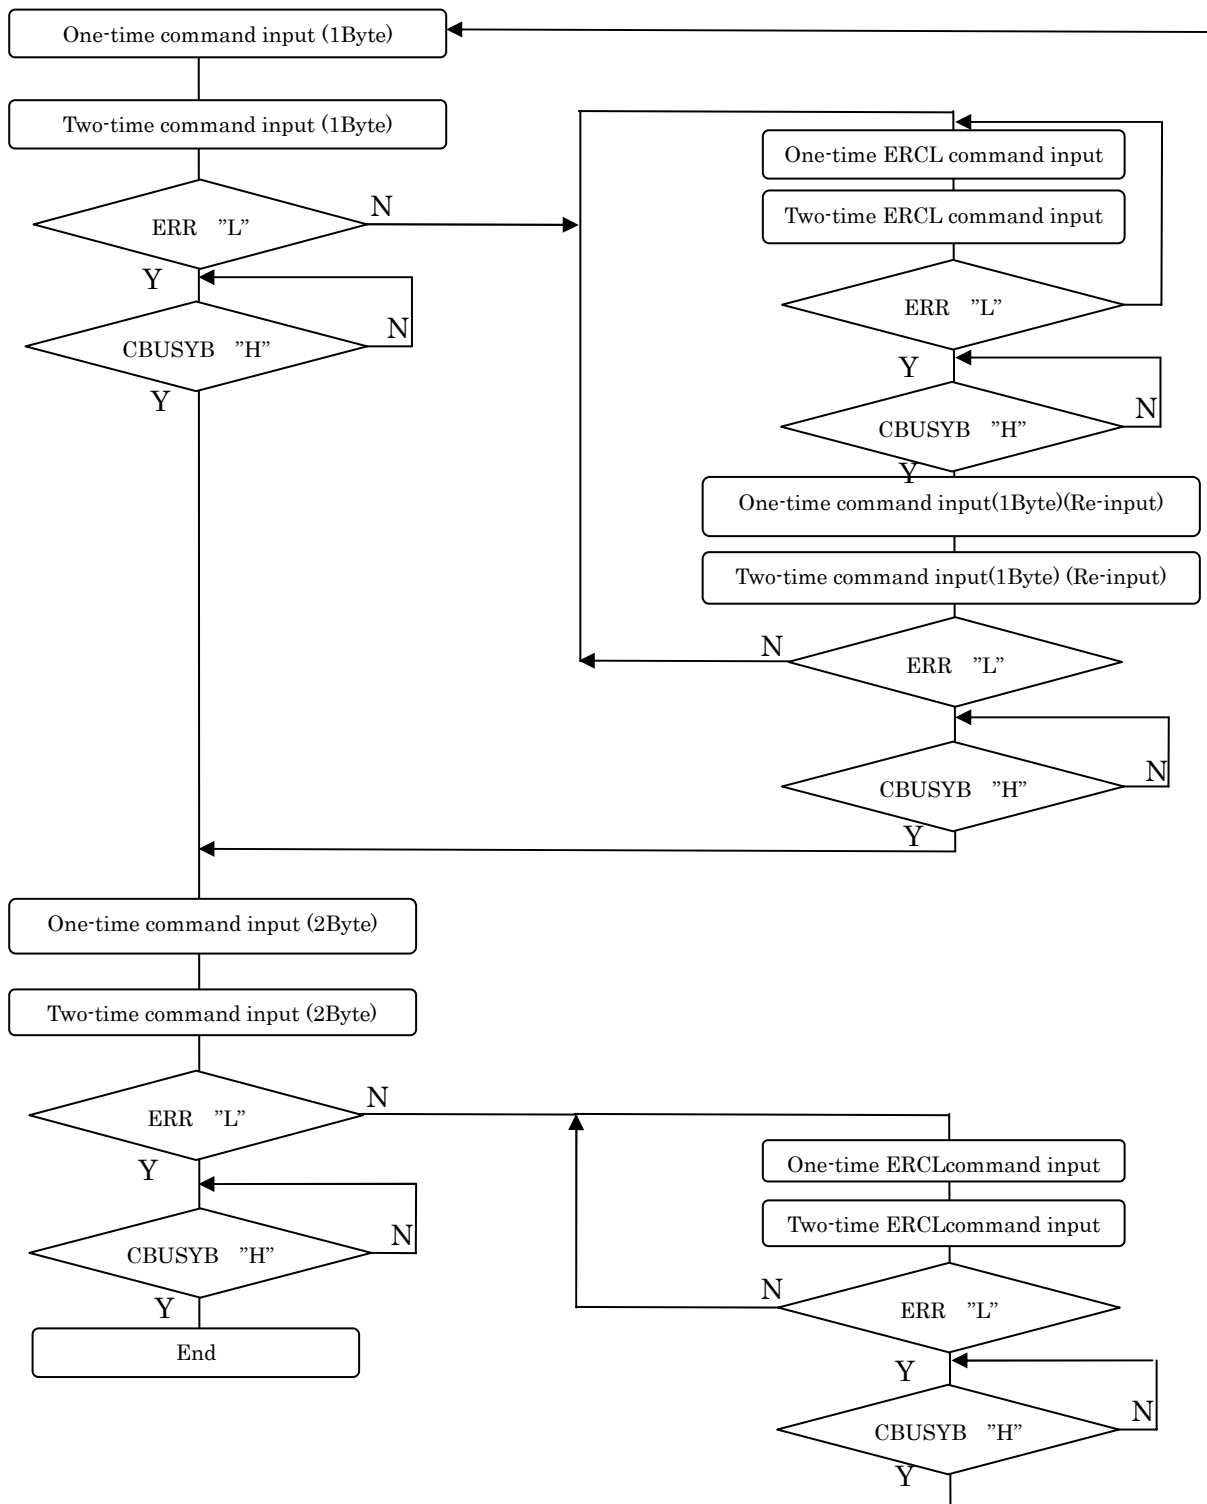 One-time command input (1Byte)
Two-time command input (1Byte)
ERR "L"
N
Y
CBUSYB "H"
N
Y
One-time ERCL command input
Two-time ERCL command input
ERR "L"
Y
CBUSYB "H"
N
Y
One-time command input(1Byte)(Re-input)
Two-time command input(1Byte) (Re-input)
N
ERR "L"
CBUSYB "H"
N
Y
One-time command input (2Byte)
Two-time command input (2Byte)
ERR "L"
N
Y
CBUSYB "H"
N
Y
End
One-time ERCLcommand input
Two-time ERCLcommand input
N
ERR "L"
Y
CBUSYB "H"
N
Y